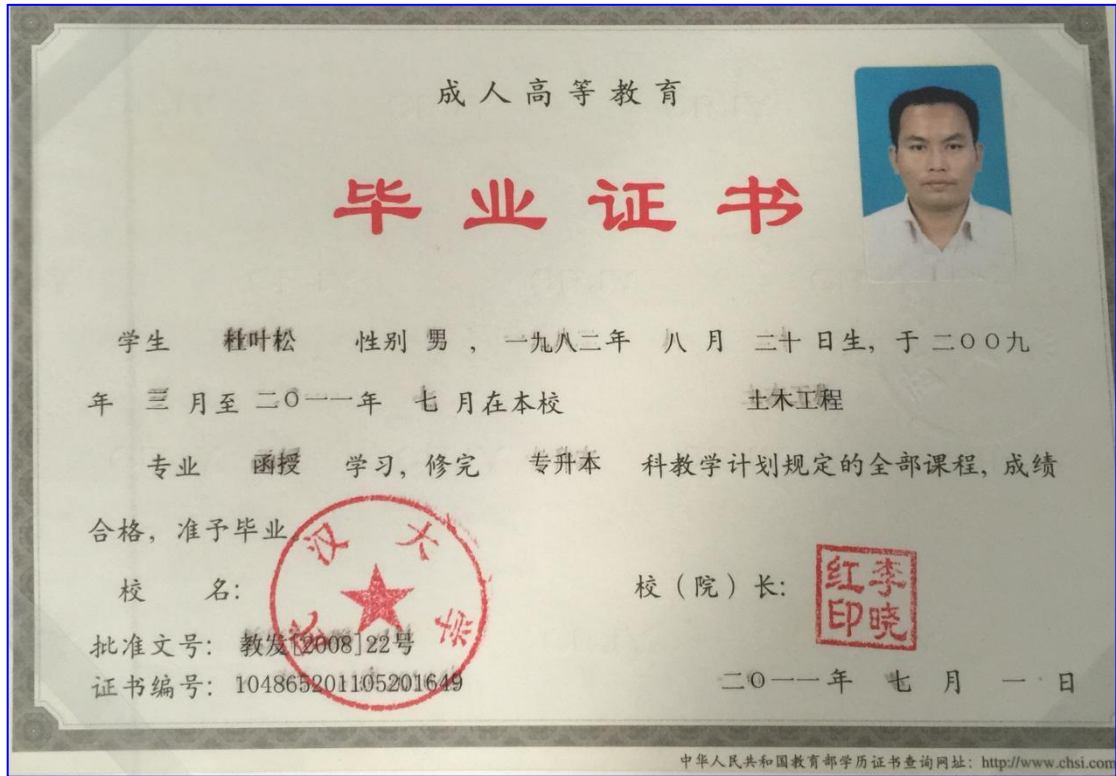 成人高等教育
毕业证书
学生 杜叶松 性别 男 ，一九八二年 八 月 二十 日生，于二〇〇九
年 三 月至二〇一一年 七 月在本校 土木工程
专业 函授 学习，修完 专升本 科教学计划规定的全部课程，成绩
合格，准予毕业。
武汉大学
校 名：
校（院）长：
李晓红印
批准文号：教发[2008]22号
证书编号：104865201105201649
二〇一一年 七 月 一 日
中华人民共和国教育部学历证书查询网址：http://www.chsi.com